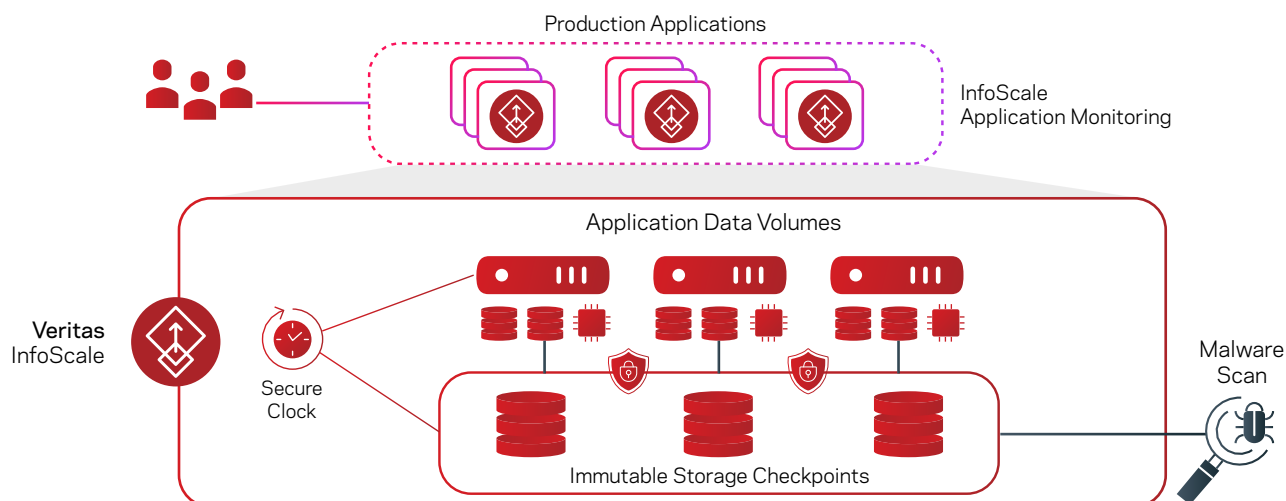 Production Applications
InfoScale
Application Monitoring
Application Data Volumes
Veritas
InfoScale
Secure
Clock
Malware
Scan
Immutable Storage Checkpoints